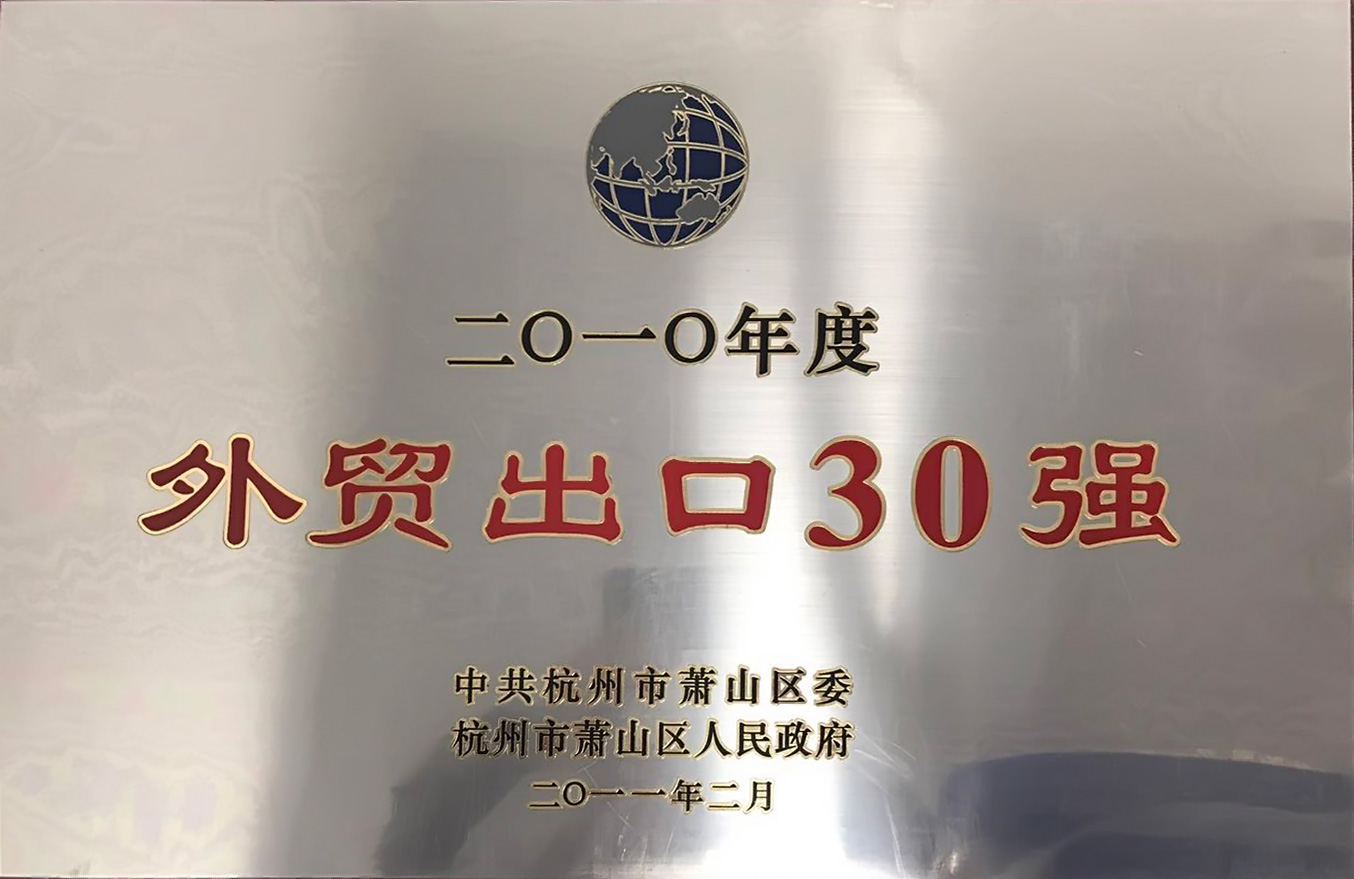 二〇一〇年度
外贸出口30强
中共杭州市萧山区委
杭州市萧山区人民政府
二〇一一年二月